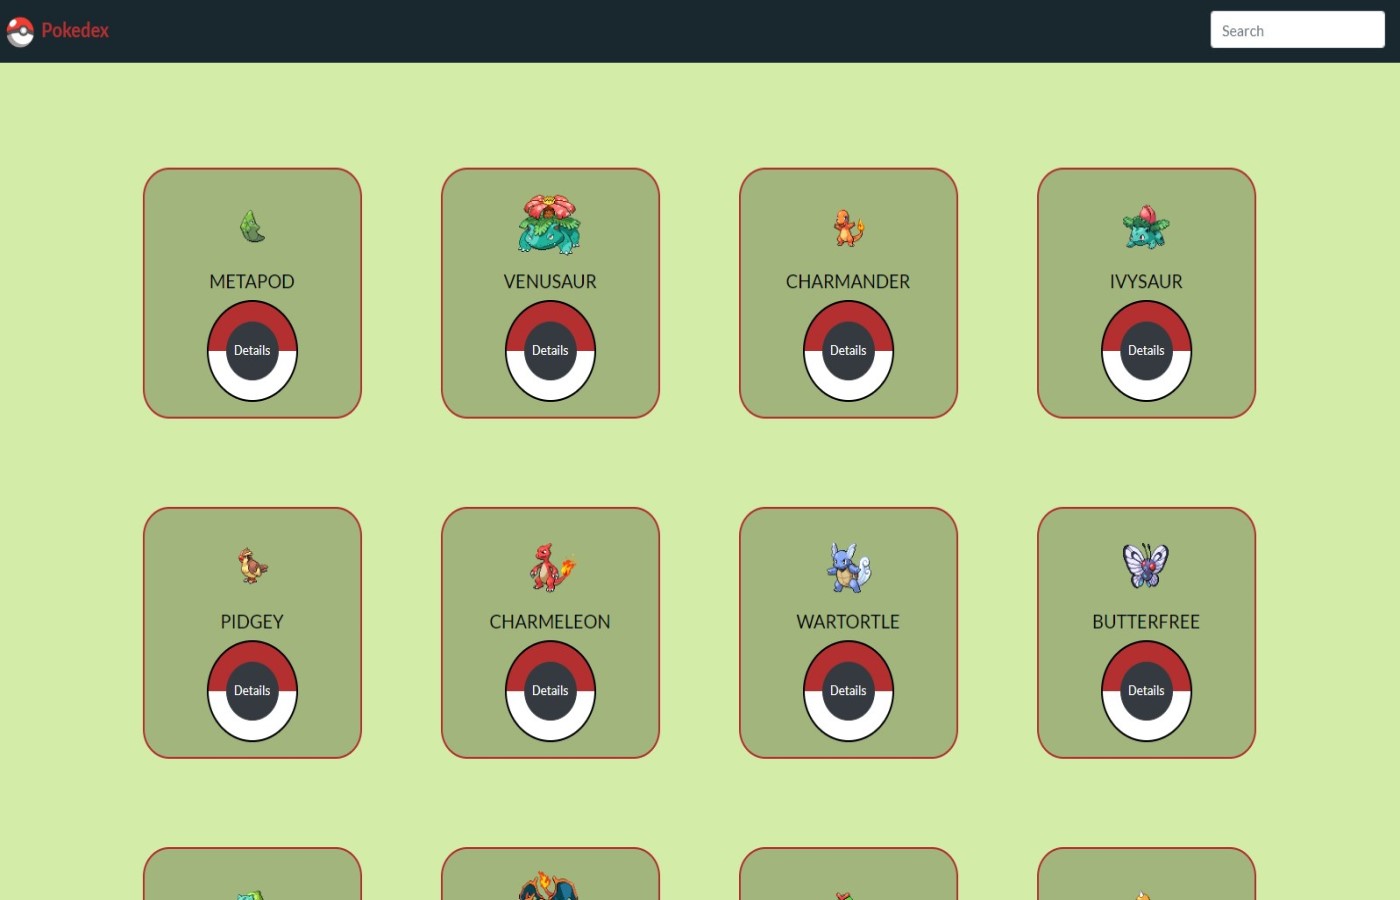 Pokedex
Search
METAPOD
VENUSAUR
CHARMANDER
IVYSAUR
Details
Details
Details
Details
PIDGEY
CHARMELEON
WARTORTLE
BUTTERFREE
Details
Details
Details
Details